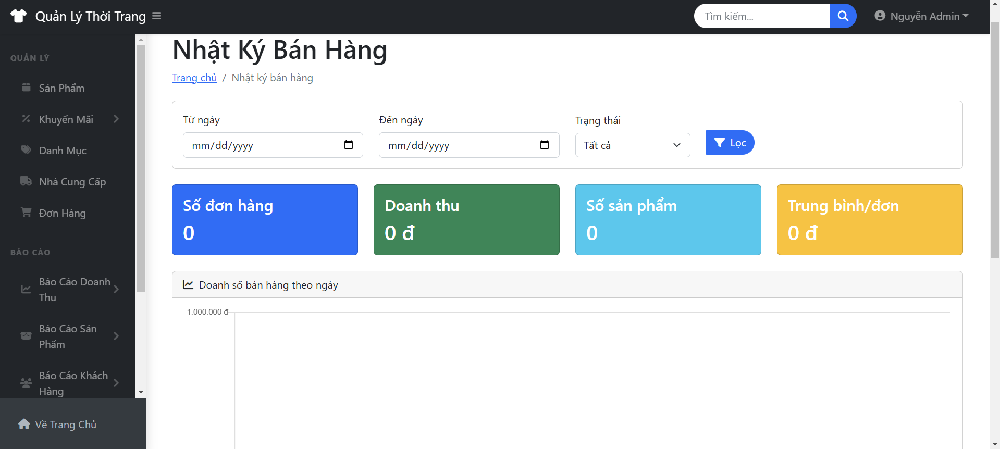 Quản Lý Thời Trang
Tìm kiếm...
Nguyễn Admin
QUẢN LÝ
Sản Phẩm
Khuyến Mãi
Danh Mục
Nhà Cung Cấp
Đơn Hàng
BÁO CÁO
Báo Cáo Doanh
Thu
Báo Cáo Sản
Phẩm
Báo Cáo Khách
Hàng
Về Trang Chủ
Nhật Ký Bán Hàng
Trang chủ / Nhật ký bán hàng
Từ ngày
mm/dd/yyyy
Đến ngày
mm/dd/yyyy
Trạng thái
Tất cả
Lọc
Số đơn hàng
0
Doanh thu
0 đ
Số sản phẩm
0
Trung bình/đơn
0 đ
Doanh số bán hàng theo ngày
1.000.000 đ